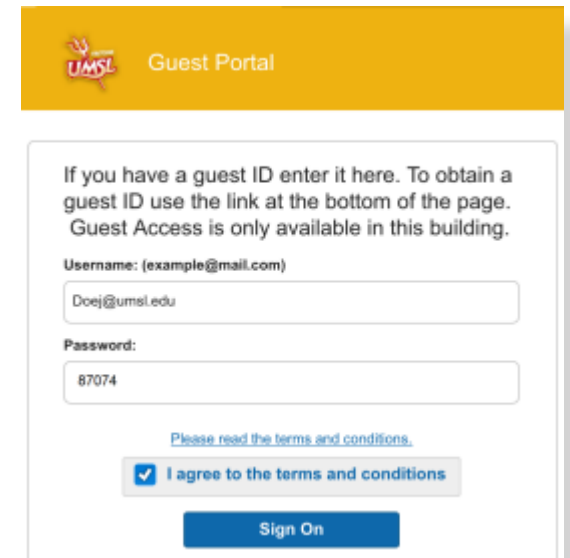 UMSL
Guest Portal
If you have a guest ID enter it here. To obtain a
guest ID use the link at the bottom of the page.
Guest Access is only available in this building.
Username: (example@mail.com)
Doej@umsl.edu
Password:
87074
Please read the terms and conditions.
I agree to the terms and conditions
Sign On